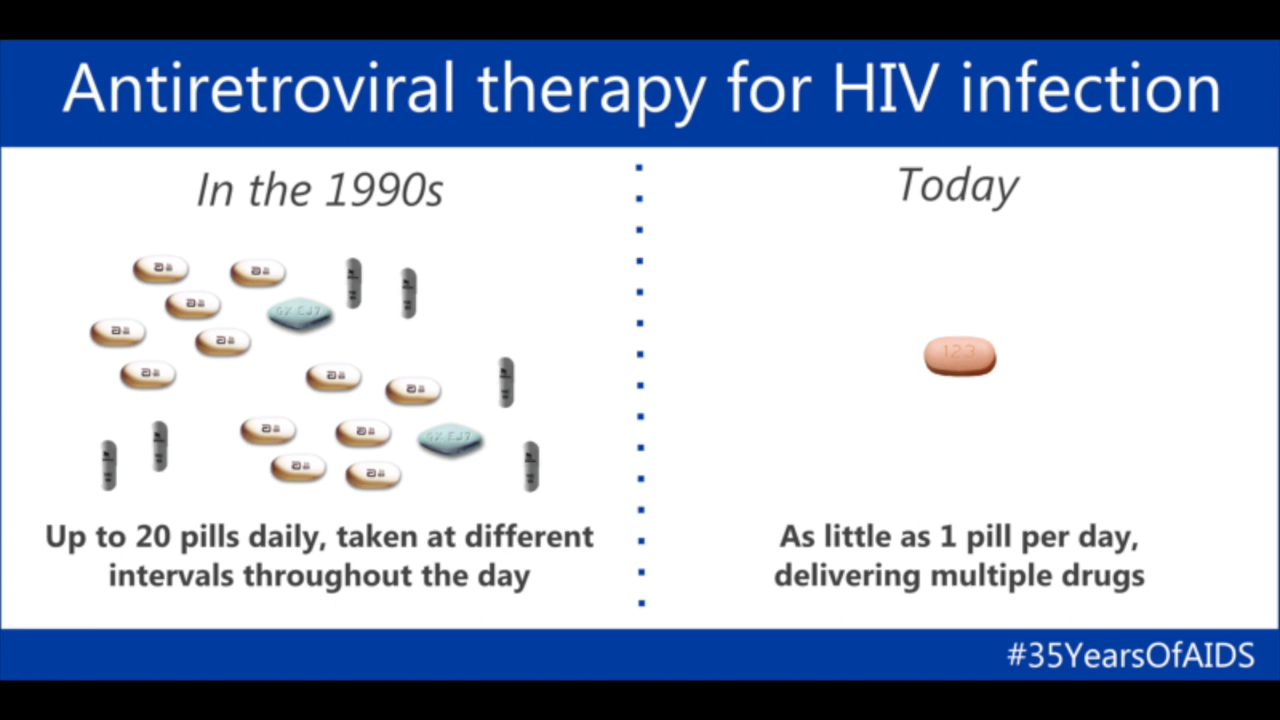 Antiretroviral therapy for HIV infection
In the 1990s
Up to 20 pills daily, taken at different
intervals throughout the day
Today
123
As little as 1 pill per day,
delivering multiple drugs
#35YearsOfAIDS